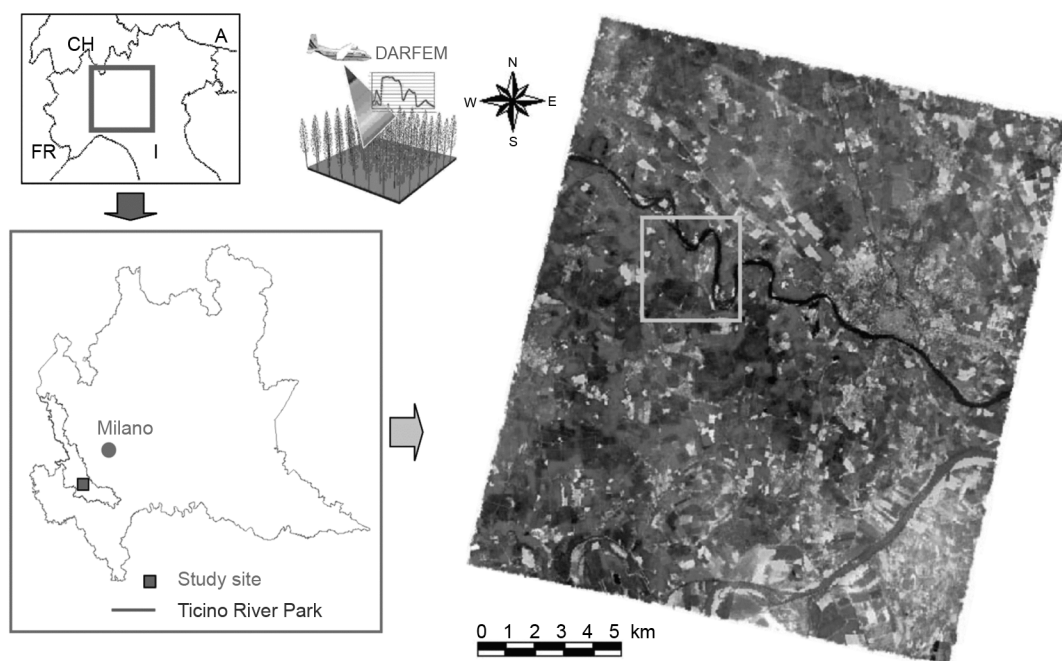 CH
A
FR
I
DARFEM
N
W
E
S
Milano
Study site
Ticino River Park
0 1 2 3 4 5 km